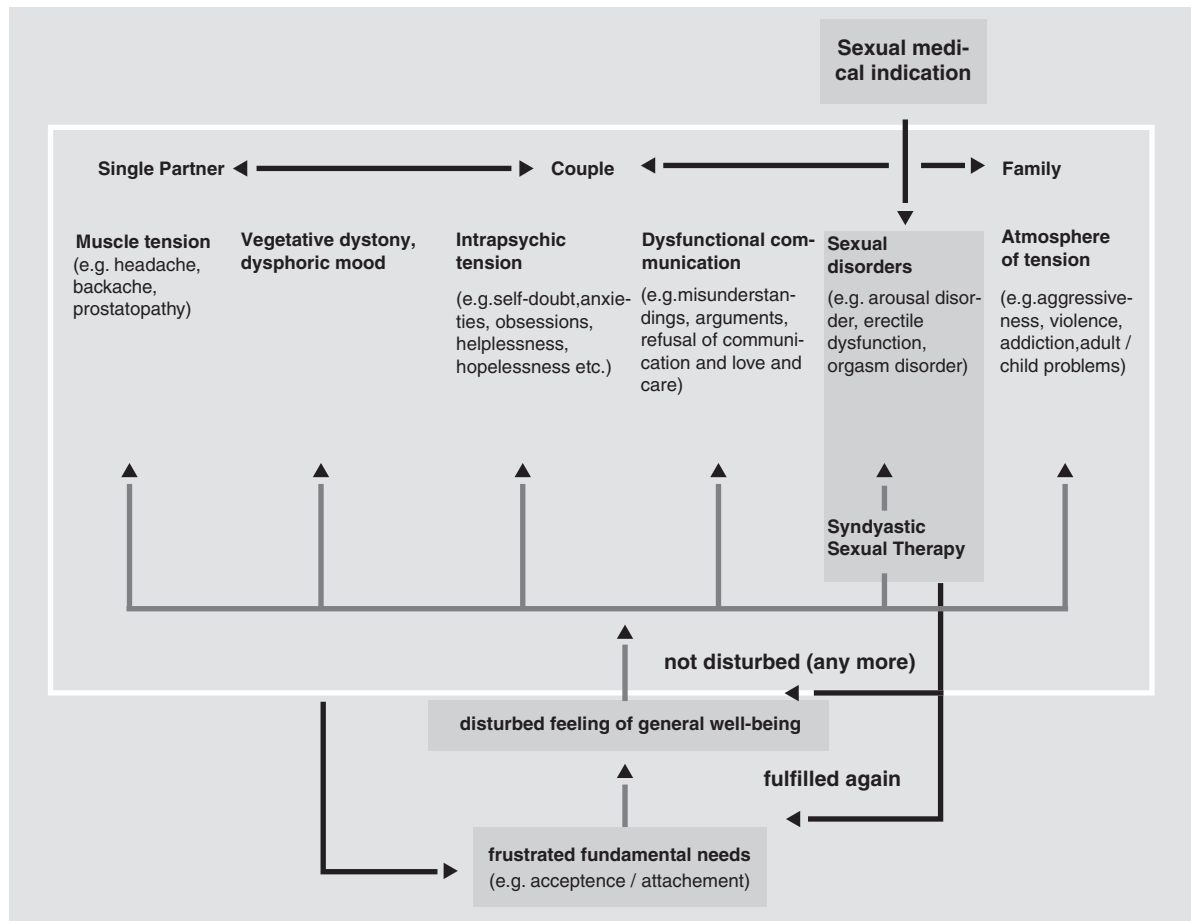 Sexual medi-
cal indication
Single Partner
Couple
Family
Muscle tension
(e.g. headache,
backache,
prostatopathy)
Vegetative dystony,
dysphoric mood
Intrapsychic
tension
(e.g.self-doubt,anxie-
ties, obsessions,
helplessness,
hopelessness etc.)
Dysfunctional com-
munication
(e.g.misunderstan-
dings, arguments,
refusal of communi-
cation and love and
care)
Sexual
disorders
(e.g. arousal disor-
der, erectile
dysfunction,
orgasm disorder)
Atmosphere
of tension
(e.g.aggressive-
ness, violence,
addiction,adult /
child problems)
Syndyastic
Sexual Therapy
not disturbed (any more)
disturbed feeling of general well-being
fulfilled again
frustrated fundamental needs
(e.g. acceptence / attachement)